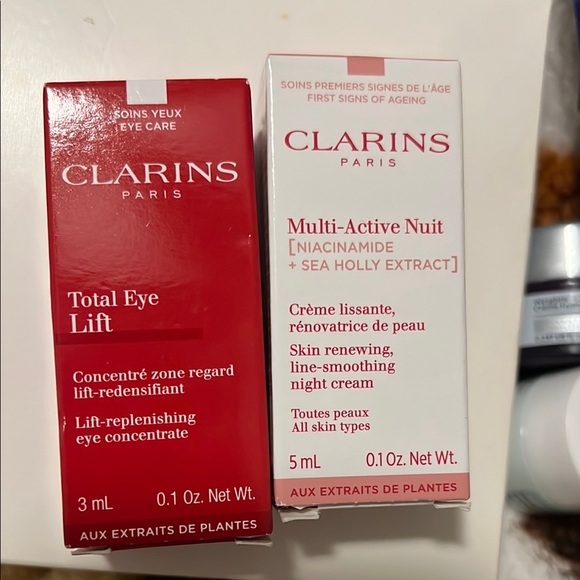 SOINS YEUX
EYE CARE
CLARINS
PARIS
Total Eye
Lift
Concentré zone regard
lift-redensifiant
Lift-replenishing
eye concentrate
3 mL 0.1 Oz. Net Wt.
AUX EXTRAITS DE PLANTES
SOINS PREMIERS SIGNES DE L'ÂGE
FIRST SIGNS OF AGEING
CLARINS
PARIS
Multi-Active Nuit
[NIACINAMIDE
+ SEA HOLLY EXTRACT]
Crème lissante,
rénovatrice de peau
Skin renewing,
line-smoothing
night cream
Toutes peaux
All skin types
5 mL 0.1 Oz. Net Wt.
AUX EXTRAITS DE PLANTES